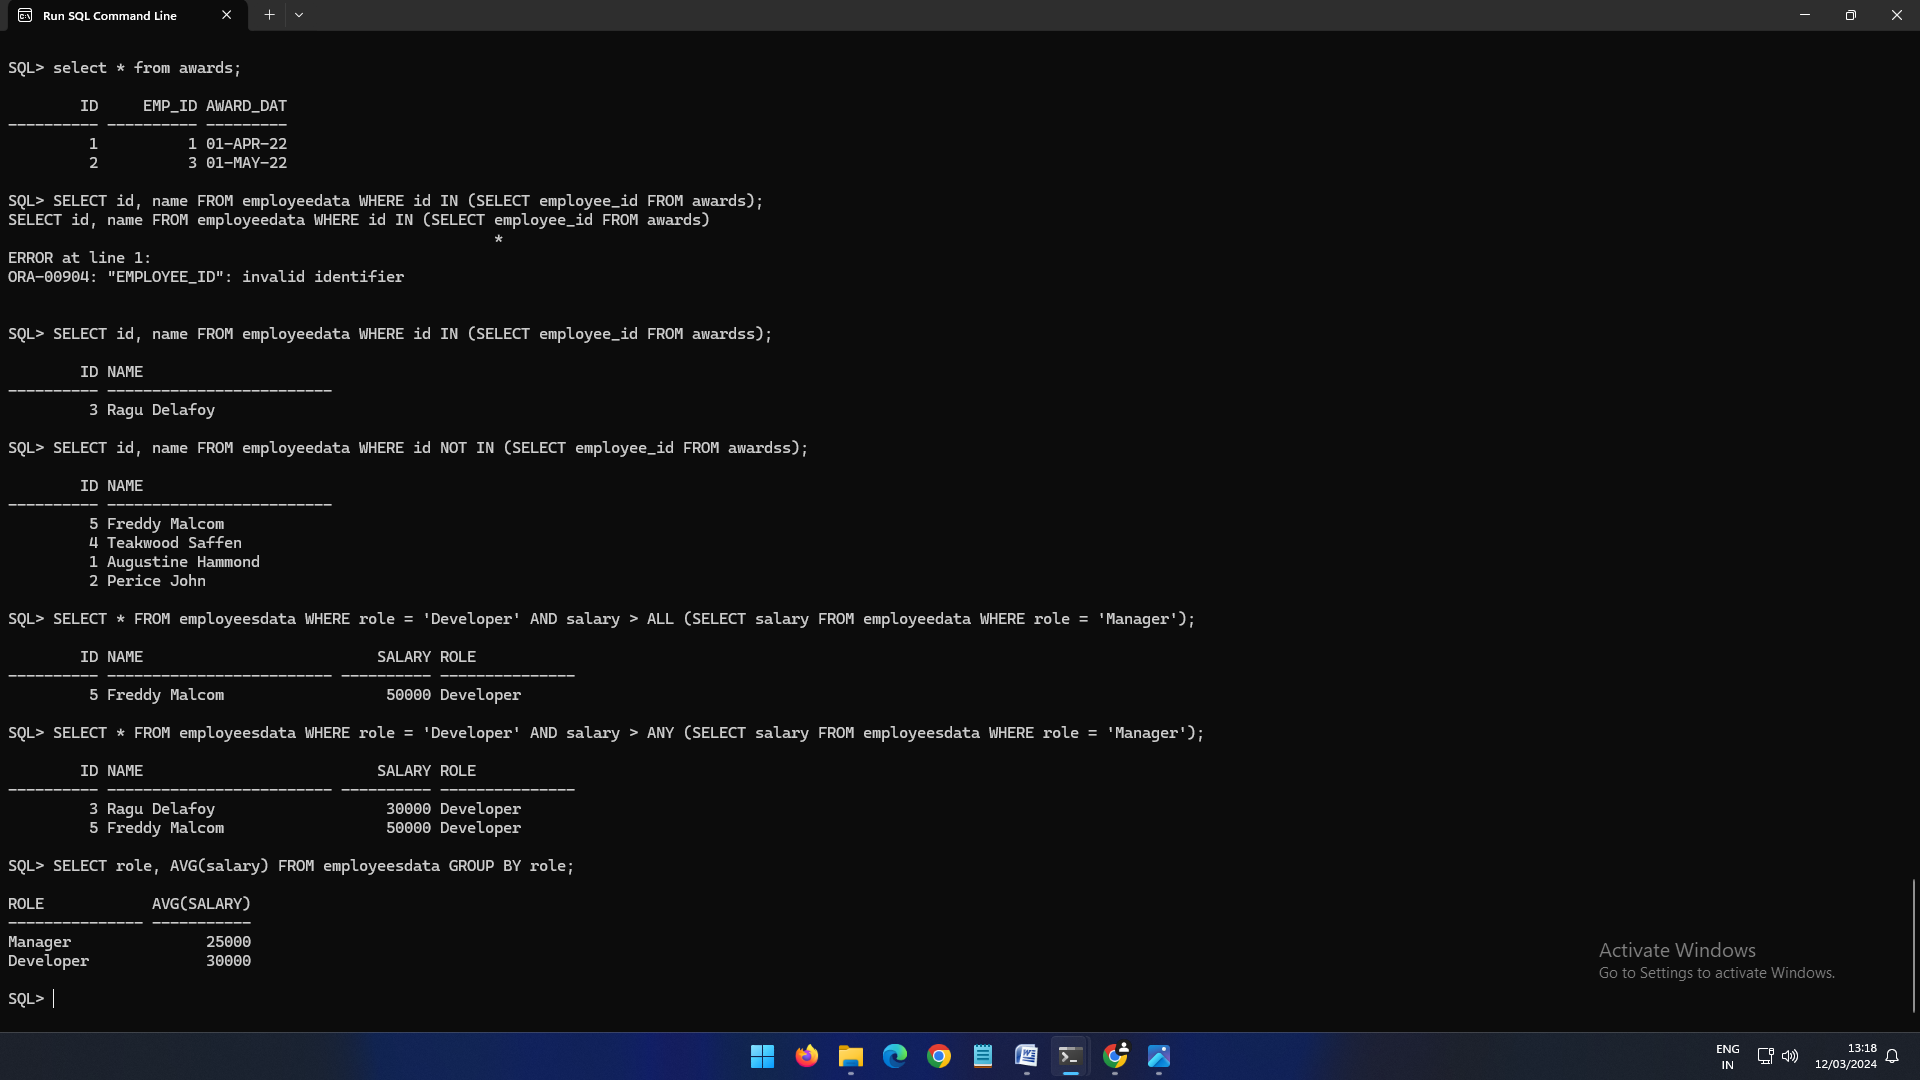 Run SQL Command Line
SQL> select * from awards;
ID EMP_ID AWARD_DAT
---------- ---------- ---------
1 1 01-APR-22
2 3 01-MAY-22
SQL> SELECT id, name FROM employeedata WHERE id IN (SELECT employee_id FROM awards);
SELECT id, name FROM employeedata WHERE id IN (SELECT employee_id FROM awards)
*
ERROR at line 1:
ORA-00904: "EMPLOYEE_ID": invalid identifier
SQL> SELECT id, name FROM employeedata WHERE id IN (SELECT employee_id FROM awardss);
ID NAME
---------- -------------------------
3 Ragu Delafoy
SQL> SELECT id, name FROM employeedata WHERE id NOT IN (SELECT employee_id FROM awardss);
ID NAME
---------- -------------------------
5 Freddy Malcom
4 Teakwood Saffen
1 Augustine Hammond
2 Perice John
SQL> SELECT * FROM employeesdata WHERE role = 'Developer' AND salary > ALL (SELECT salary FROM employeedata WHERE role = 'Manager');
ID NAME SALARY ROLE
---------- ------------------------- ---------- ---------------
5 Freddy Malcom 50000 Developer
SQL> SELECT * FROM employeesdata WHERE role = 'Developer' AND salary > ANY (SELECT salary FROM employeesdata WHERE role = 'Manager');
ID NAME SALARY ROLE
---------- ------------------------- ---------- ---------------
3 Ragu Delafoy 30000 Developer
5 Freddy Malcom 50000 Developer
SQL> SELECT role, AVG(salary) FROM employeesdata GROUP BY role;
ROLE AVG(SALARY)
--------------- -----------
Manager 25000
Developer 30000
SQL>
Activate Windows
Go to Settings to activate Windows.
ENG
IN
13:18
12/03/2024